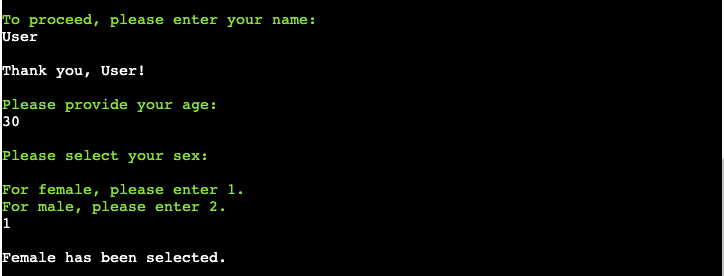 To proceed, please enter your name:
User
Thank you, User!
Please provide your age:
30
Please select your sex:
For female, please enter 1.
For male, please enter 2.
1
Female has been selected.